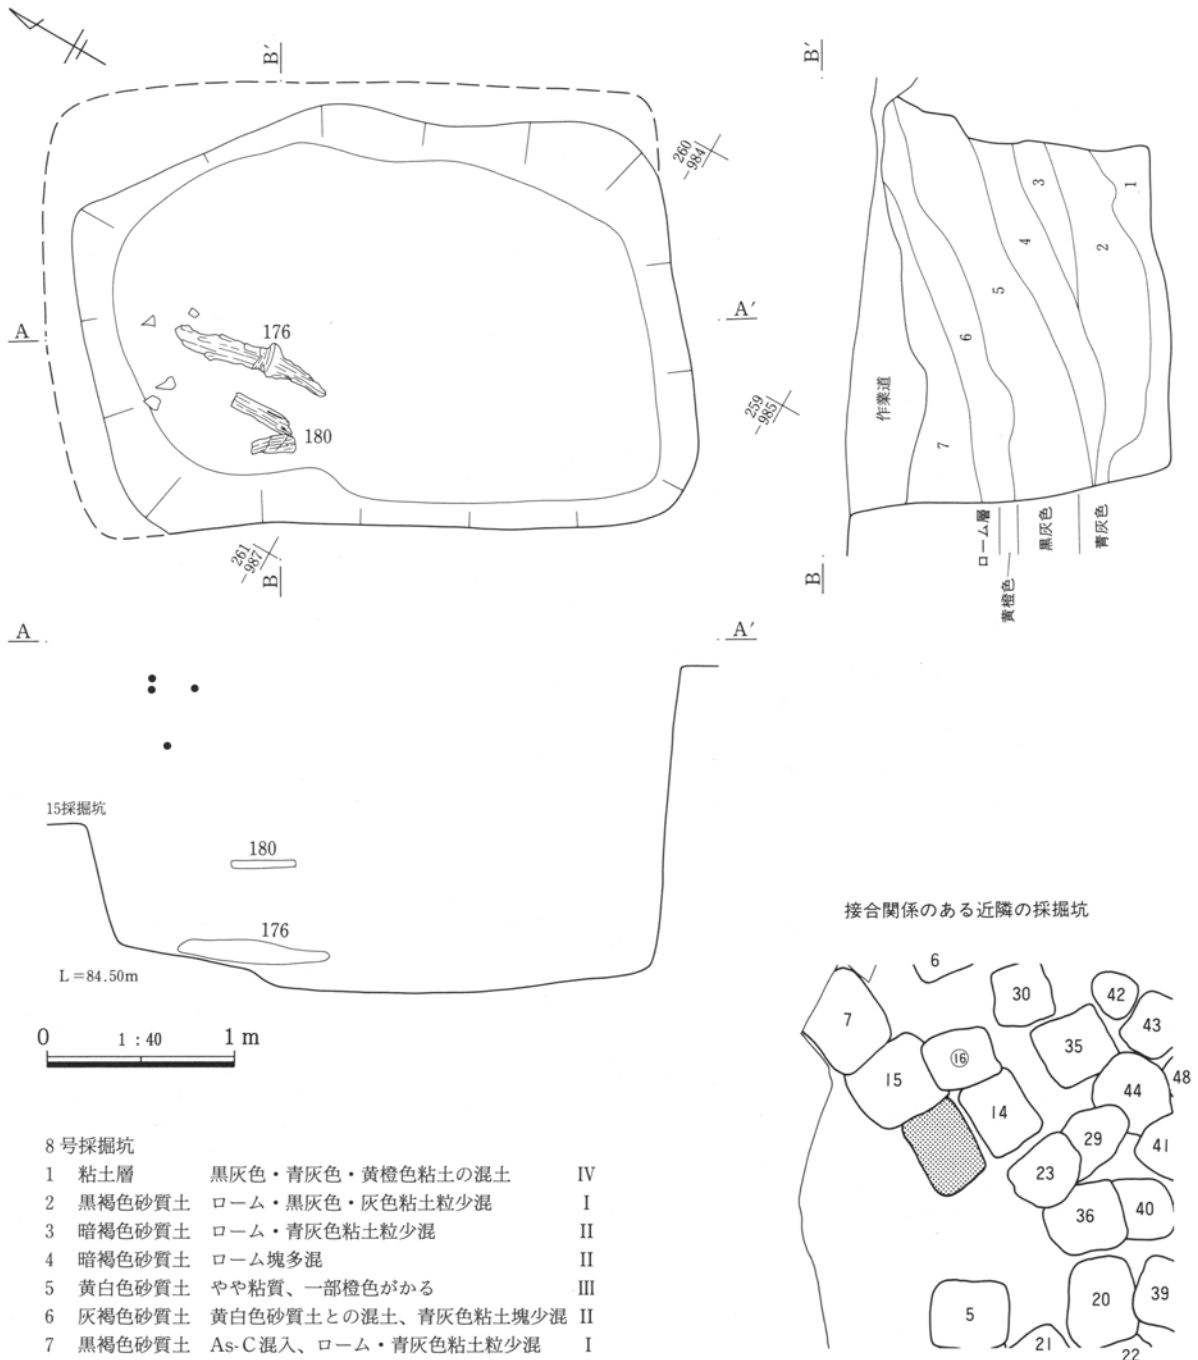 B′
B′
260
-984
3
1
4
2
176
5
A
A′
6
259
-985
作業道
180
7
261
-987
B
ローム層
黄橙色
黒灰色
青灰色
B
A
A′
15採掘坑
180
176
L=84.50m
0 1:40 1m
接合関係のある近隣の採掘坑
6
30
42
7
43
35
15
⑯
48
44
14
29
41
23
36
40
5
20
39
21
22
8号採掘坑
1 粘土層 黒灰色・青灰色・黄橙色粘土の混土 IV
2 黒褐色砂質土 ローム・黒灰色・灰色粘土粒少混 I
3 暗褐色砂質土 ローム・青灰色粘土粒少混 II
4 暗褐色砂質土 ローム塊多混 II
5 黄白色砂質土 やや粘質、一部橙色がかる III
6 灰褐色砂質土 黄白色砂質土との混土、青灰色粘土塊少混 II
7 黒褐色砂質土 As-C混入、ローム・青灰色粘土粒少混 I